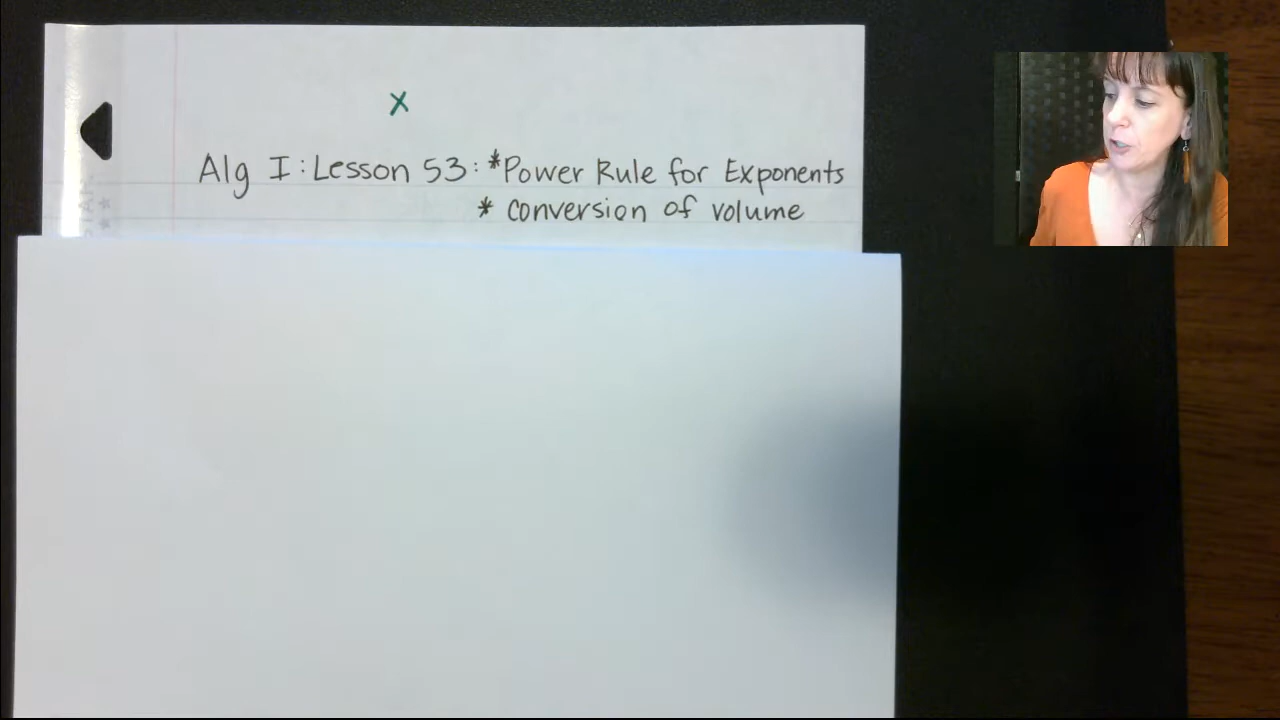 x
Alg I: Lesson 53: *Power Rule for Exponents
* conversion of volume